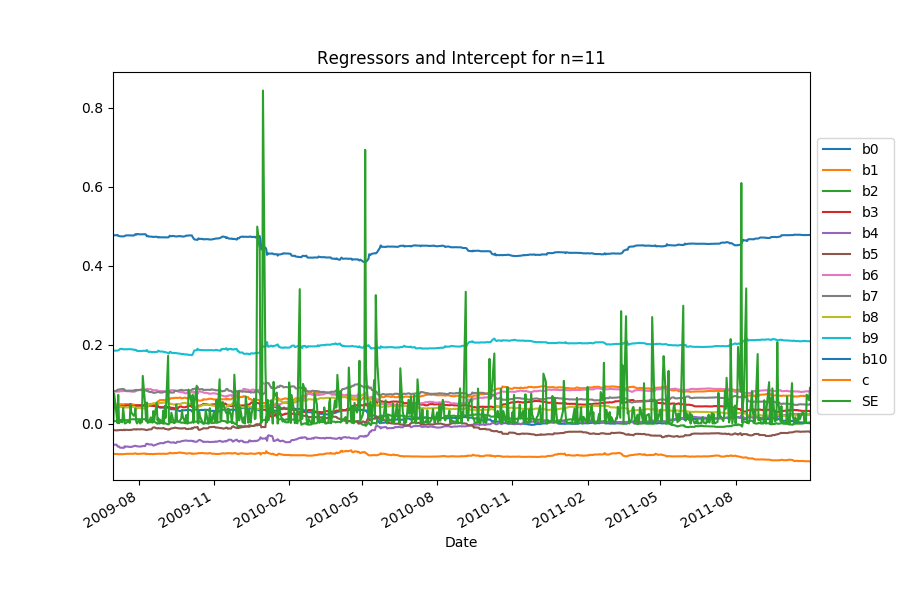 Regressors and Intercept for n=11
0.8
0.6
0.4
0.2
0.0
2009-08
2009-11
2010-02
2010-05
2010-08
2010-11
2011-02
2011-05
2011-08
Date
b0
b1
b2
b3
b4
b5
b6
b7
b8
b9
b10
c
SE